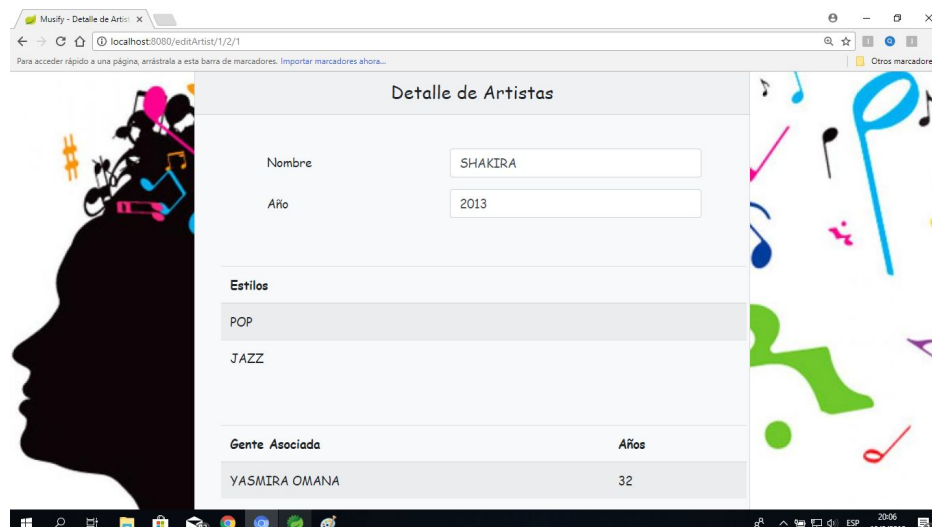 Musify - Detalle de Artist
localhost:8080/editArtist/1/2/1
Para acceder rápido a una página, arrástrala a esta barra de marcadores. Importar marcadores ahora...
Otros marcadores
Detalle de Artistas
Nombre SHAKIRA
Año 2013
Estilos
POP
JAZZ
Gente Asociada Años
YASMIRA OMANA 32
ESP 20:06